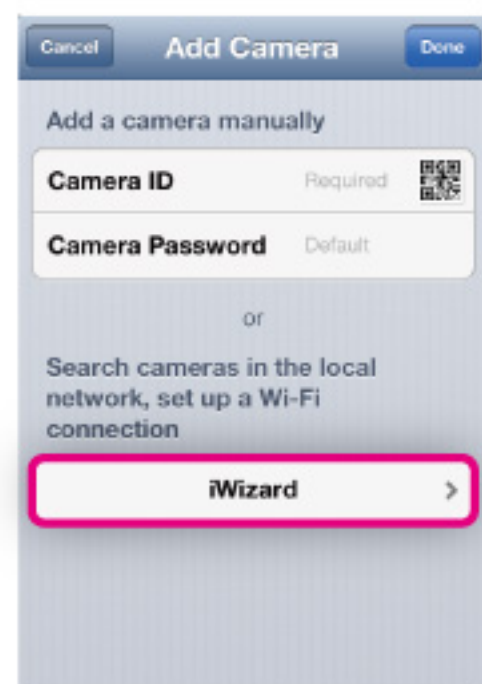 Cancel Add Camera Done
Add a camera manually
Camera ID Required
Camera Password Default
or
Search cameras in the local
network, set up a Wi-Fi
connection
iWizard >